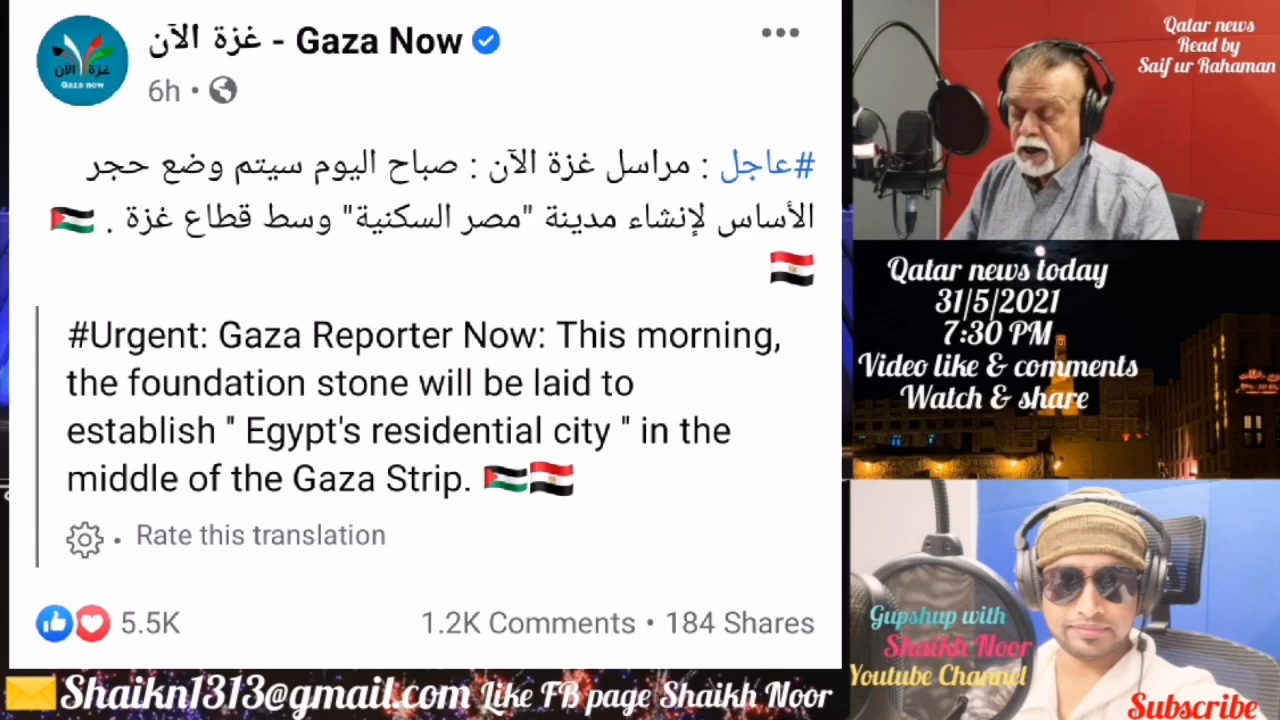 غزة الآن - Gaza Now
6h
#عاجل : مراسل غزة الآن : صباح اليوم سيتم وضع حجر
الأساس لإنشاء مدينة "مصر السكنية" وسط قطاع غزة .
#Urgent: Gaza Reporter Now: This morning,
the foundation stone will be laid to
establish " Egypt's residential city " in the
middle of the Gaza Strip.
Rate this translation
5.5K
1.2K Comments • 184 Shares
غزة الآن
Gaza now
Qatar news
Read by
Saif ur Rahaman
Qatar news today
31/5/2021
7:30 PM
Video like & comments
Watch & share
Gupshup with
Shaikh Noor
Youtube Channel
Subscribe
Shaikn1313@gmail.com Like FB page Shaikh Noor